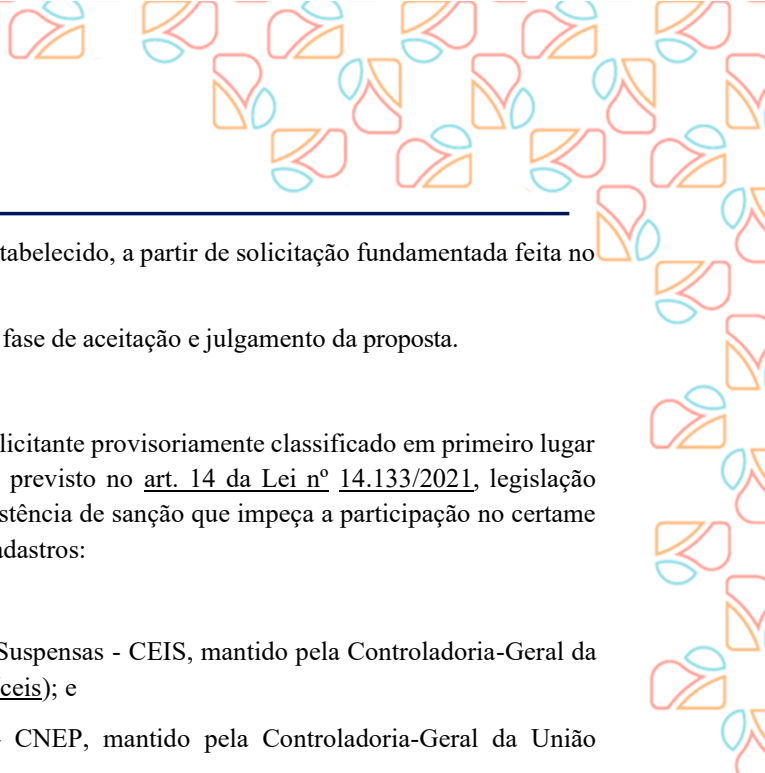 tabelecido, a partir de solicitação fundamentada feita no
fase de aceitação e julgamento da proposta.
licitante provisoriamente classificado em primeiro lugar
previsto no art. 14 da Lei nº 14.133/2021, legislação
stência de sanção que impeça a participação no certame
adastros:
Suspensas - CEIS, mantido pela Controladoria-Geral da
ceis); e
CNEP, mantido pela Controladoria-Geral da União